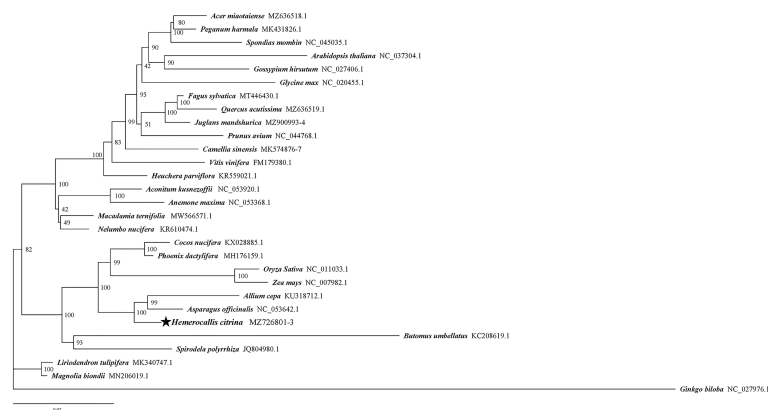 Acer miaotaiense MZ636518.1
80
Peganum harmala MK431826.1
90
Spondias mombin NC_045035.1
Arabidopsis thaliana NC_037304.1
42
90
Gossypium hirsutum NC_027406.1
Glycine max NC_020455.1
95
Fagus sylvatica MT446430.1
100
Quercus acutissima MZ636519.1
100
99
Juglans mandshurica MZ900993-4
51
Prunus avium NC_044768.1
83
Camellia sinensis MK574876-7
100
Vitis vinifera FM179380.1
Heuchera parviflora KR559021.1
100
Aconitum kusnezoffii NC_053920.1
100
Anemone maxima NC_053368.1
42
Macadamia ternifolia MW566571.1
49
Nelumbo nucifera KR610474.1
82
Cocos nucifera KX028885.1
100
Phoenix dactylifera MH176159.1
99
Oryza Sativa NC_011033.1
100
Zea mays NC_007982.1
100
Allium cepa KU318712.1
99
Asparagus officinalis NC_053642.1
100
Hemerocallis citrina MZ726801-3
100
Butomus umbellatus KC208619.1
93
Spirodela polyrrhiza JQ804980.1
Liriodendron tulipifera MK340747.1
100
Magnolia biondii MN206019.1
Ginkgo biloba NC_027976.1